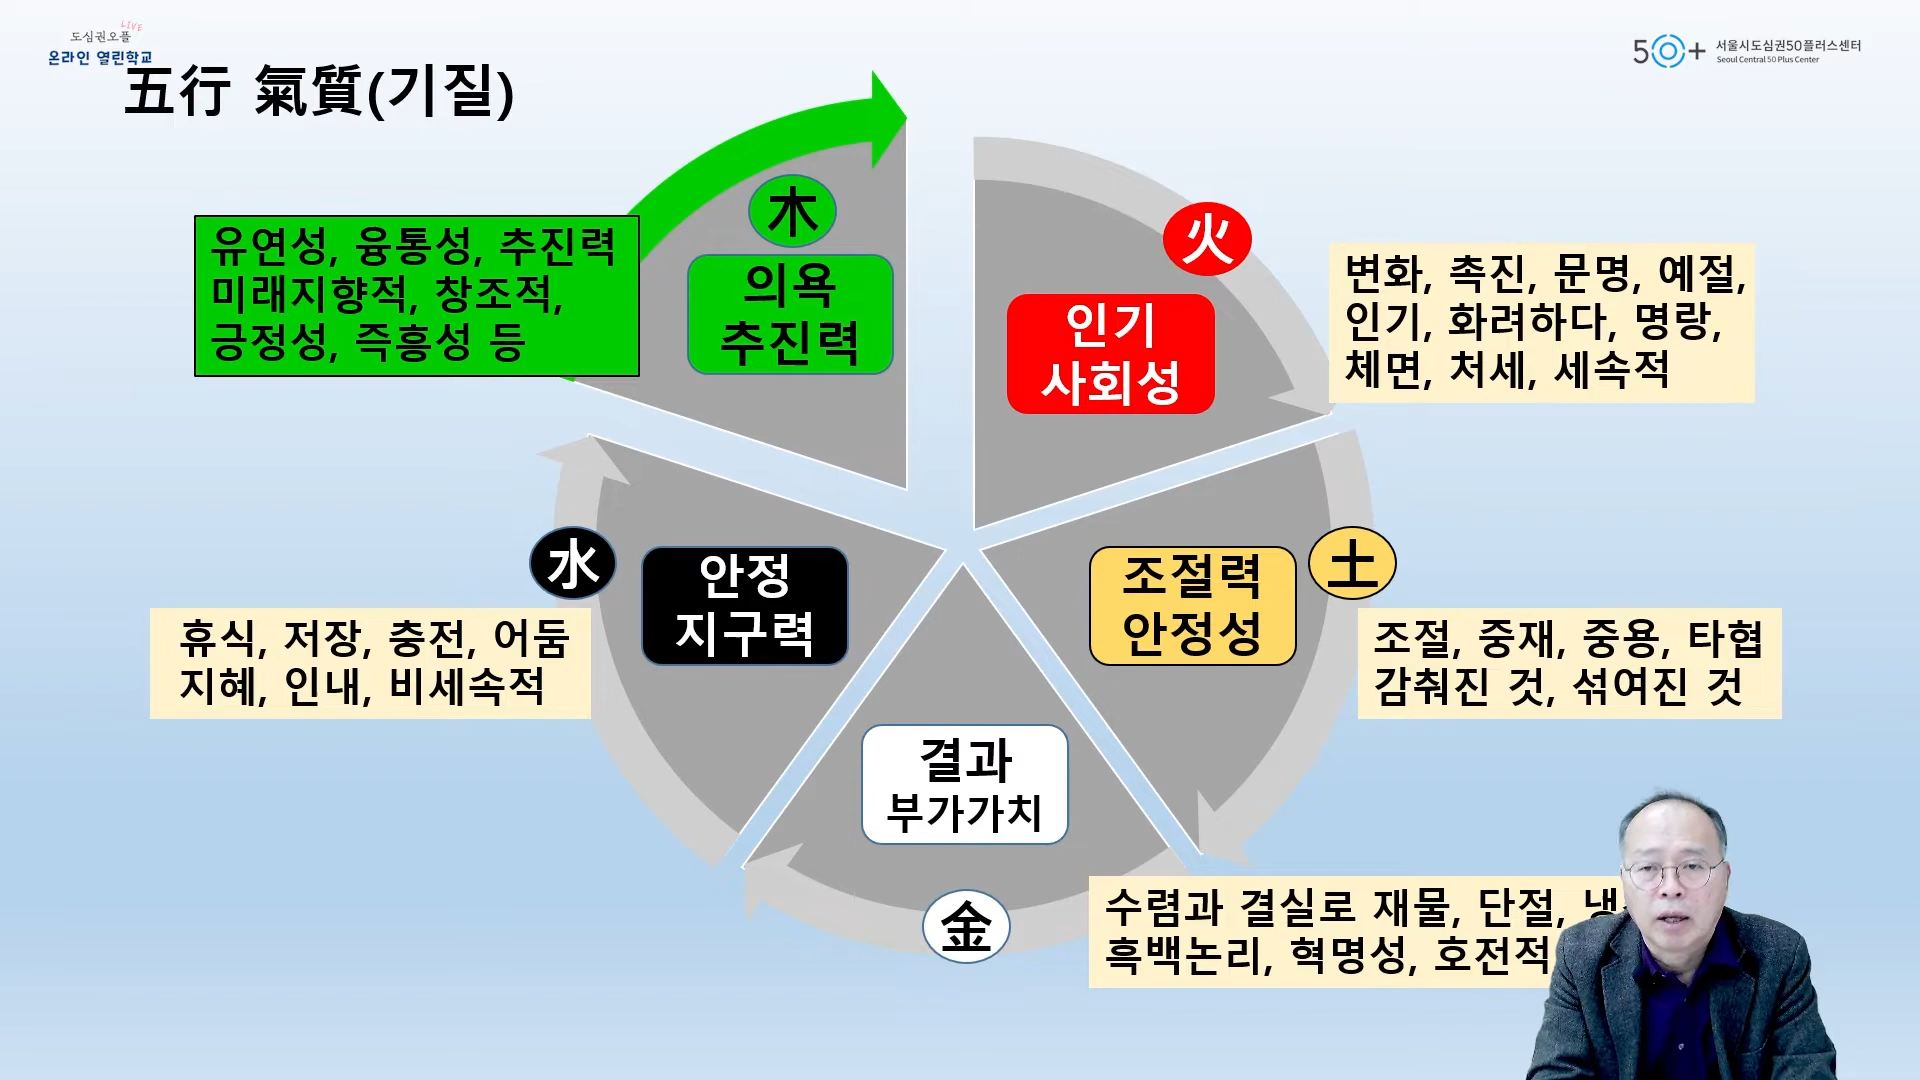 LIVE
도심권오플
온라인 열린학교
50+ 서울시도심권50플러스센터
Seoul Central 50 Plus Center
五行 氣質(기질)
木
의욕
추진력
유연성, 융통성, 추진력
미래지향적, 창조적,
긍정성, 즉흥성 등
火
인기
사회성
변화, 촉진, 문명, 예절,
인기, 화려하다, 명랑,
체면, 처세, 세속적
土
조절력
안정성
조절, 중재, 중용, 타협
감춰진 것, 섞여진 것
金
결과
부가가치
수렴과 결실로 재물, 단절,
흑백논리, 혁명성, 호전적
水
안정
지구력
휴식, 저장, 충전, 어둠
지혜, 인내, 비세속적